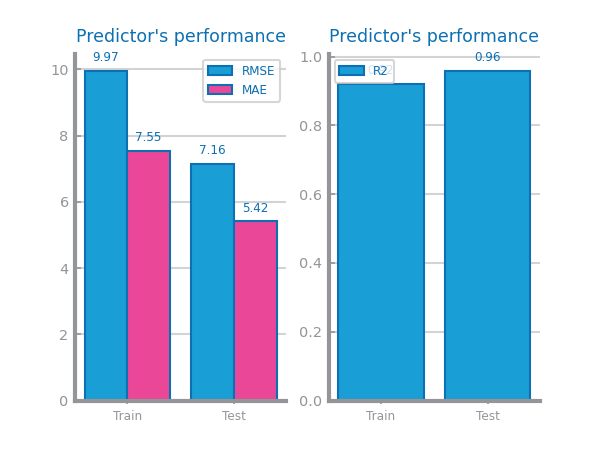 Predictor's performance
9.97
7.55
7.16
5.42
RMSE
MAE
10
8
6
4
2
0
Train
Test
Predictor's performance
0.96
R2
1.0
0.8
0.6
0.4
0.2
0.0
Train
Test